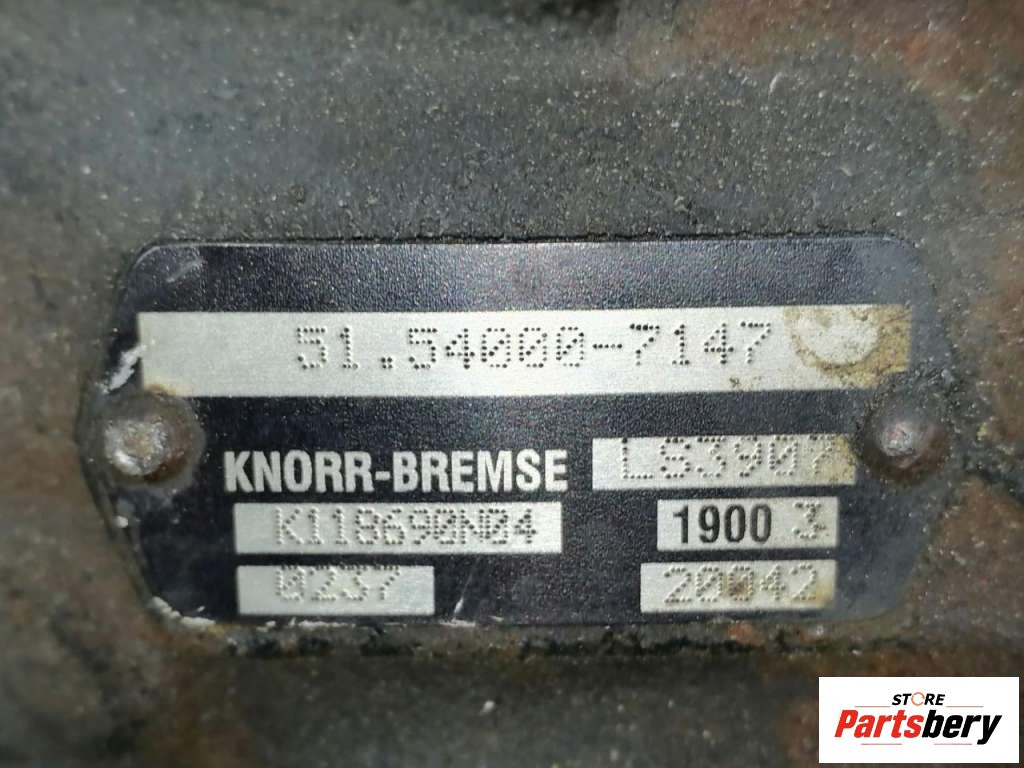 51.54000-7147
KNORR-BREMSE LS3907
K118690N04 1900 3
0237 20042
STORE
Partsbery